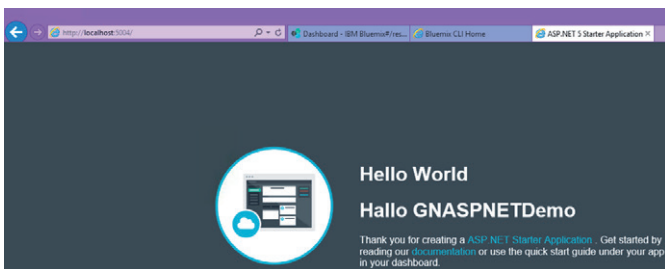 http://localhost:5004/
Dashboard - IBM Bluemix#/res... Bluemix CLI Home ASP.NET 5 Starter Application
Hello World
Hallo GNASPNETDemo
Thank you for creating a ASP NET Starter Application . Get started by
reading our documentation or use the quick start guide under your app
in your dashboard.